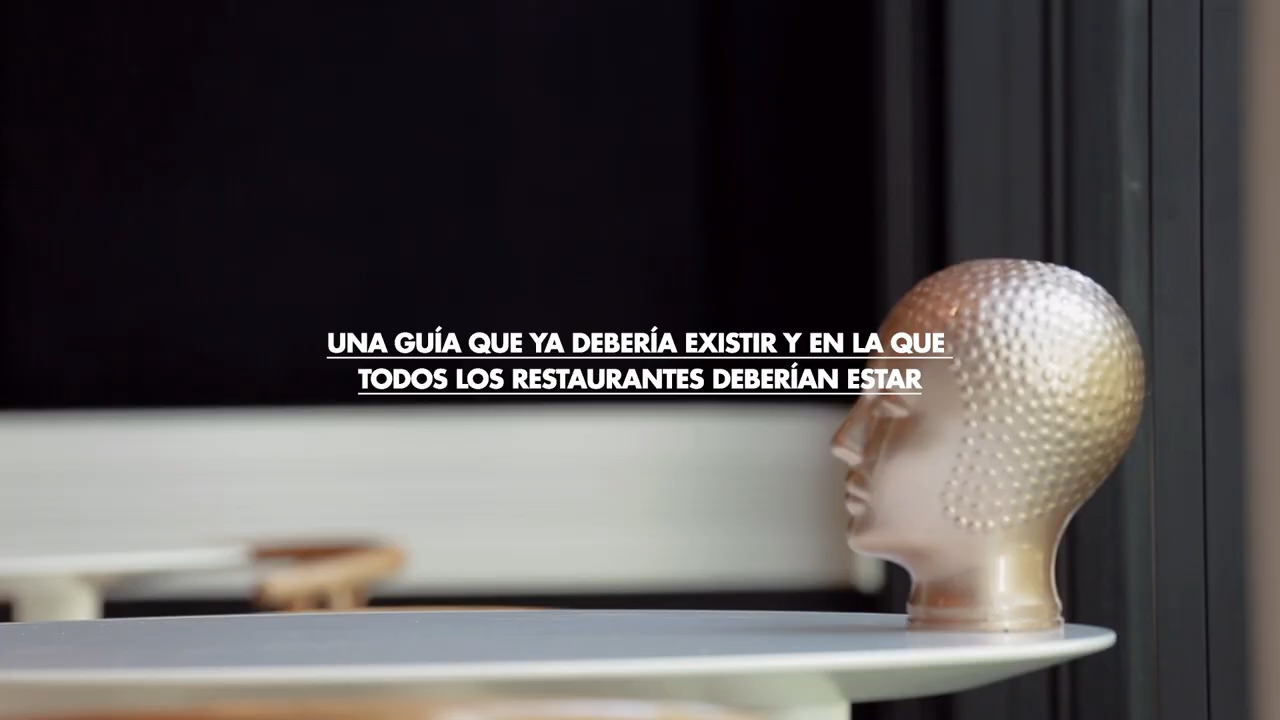 UNA GUÍA QUE YA DEBERÍA EXISTIR Y EN LA QUE
TODOS LOS RESTAURANTES DEBERÍAN ESTAR